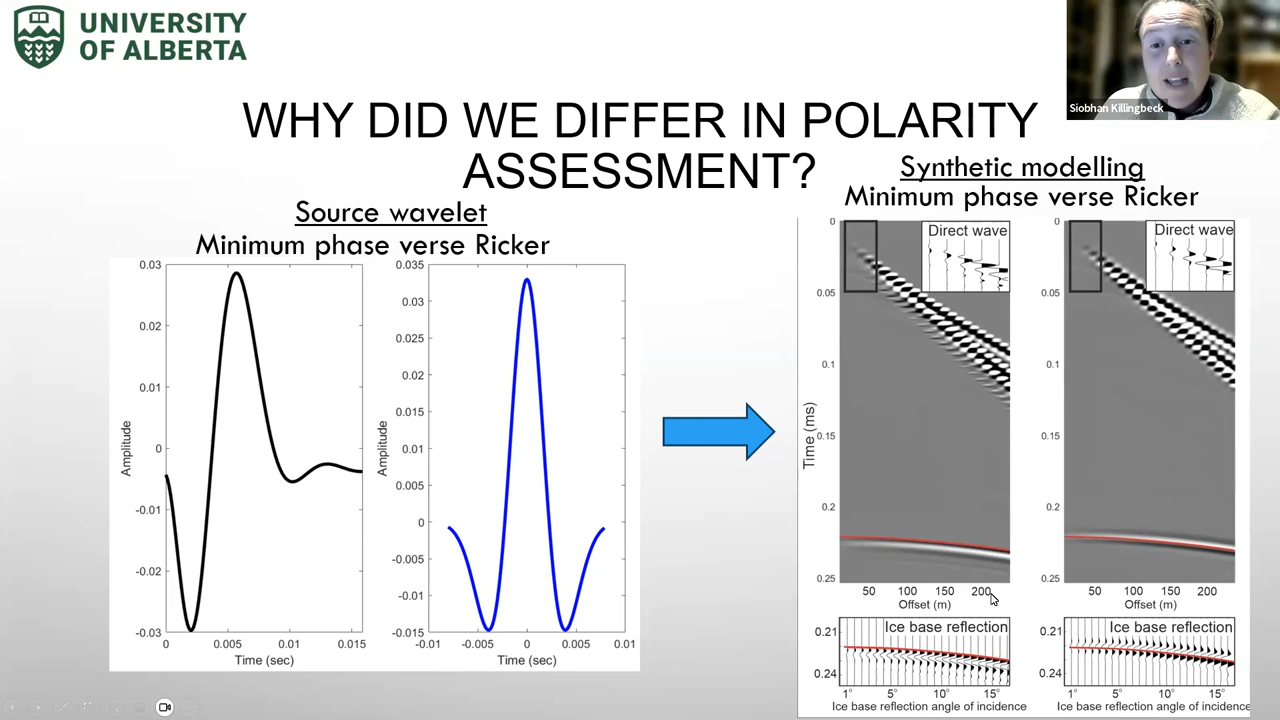 UNIVERSITY
OF ALBERTA
Siobhan Killingbeck
WHY DID WE DIFFER IN POLARITY
ASSESSMENT?
Source wavelet
Minimum phase verse Ricker
0.03
0.02
0.01
0
-0.01
-0.02
-0.03
Amplitude
0 0.005 0.01 0.015
Time (sec)
0.035
0.03
0.025
0.02
0.015
0.01
0.005
0
-0.005
-0.01
-0.015
Amplitude
-0.01 -0.005 0 0.005 0.01
Time (sec)
Synthetic modelling
Minimum phase verse Ricker
Direct wave
0
0.05
0.1
0.15
0.2
0.25
Time (ms)
50 100 150 200
Offset (m)
Direct wave
0
0.05
0.1
0.15
0.2
0.25
50 100 150 200
Offset (m)
Ice base reflection
0.21
0.24
1° 5° 10° 15°
Ice base reflection angle of incidence
Ice base reflection
0.21
0.24
1° 5° 10° 15°
Ice base reflection angle of incidence